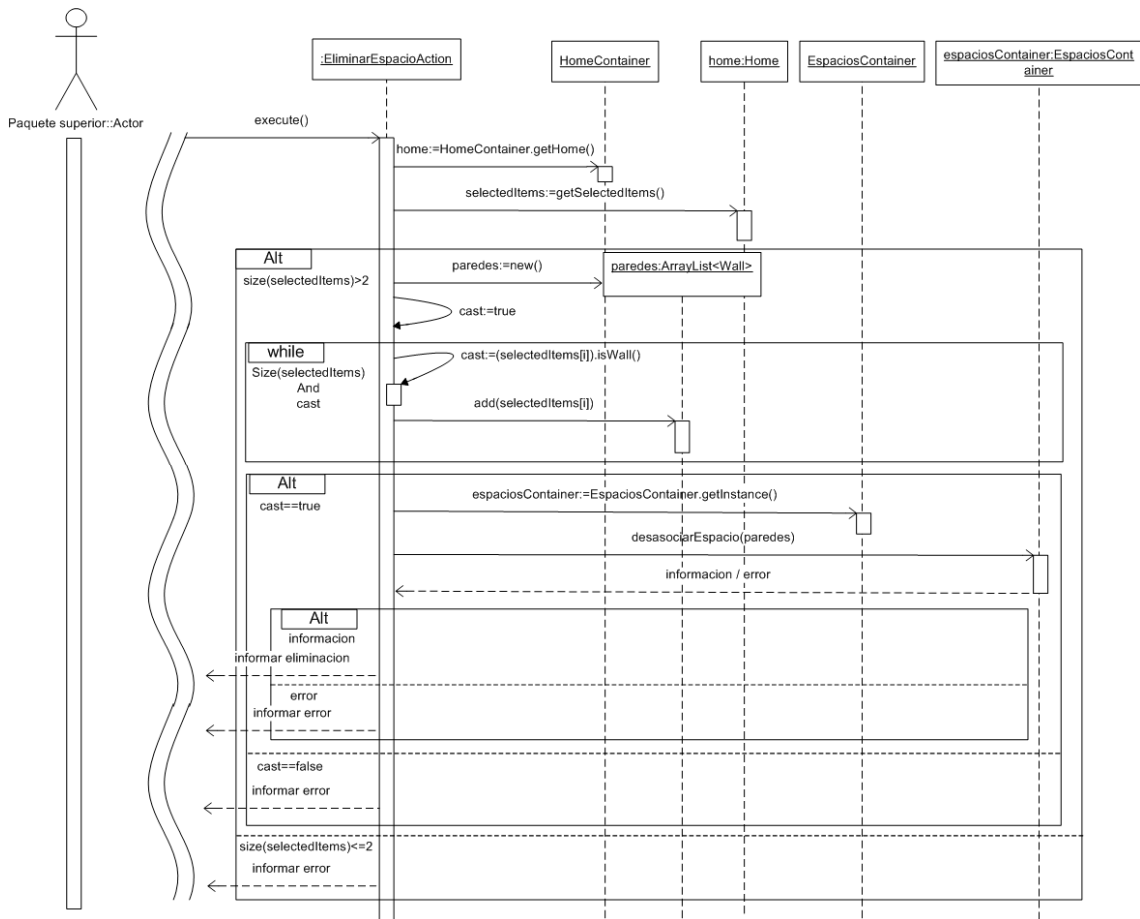 :EliminarEspacioAction
HomeContainer
home:Home
EspaciosContainer
espaciosContainer:EspaciosCont
ainer
Paquete superior::Actor
execute()
home:=HomeContainer.getHome()
selectedItems:=getSelectedItems()
Alt
size(selectedItems)>2
paredes:=new()
paredes:ArrayList<Wall>
cast:=true
while
Size(selectedItems)
And
cast
cast:=(selectedItems[i]).isWall()
add(selectedItems[i])
Alt
cast==true
espaciosContainer:=EspaciosContainer.getInstance()
desasociarEspacio(paredes)
informacion / error
Alt
informacion
informar eliminacion
error
informar error
cast==false
informar error
size(selectedItems)<=2
informar error